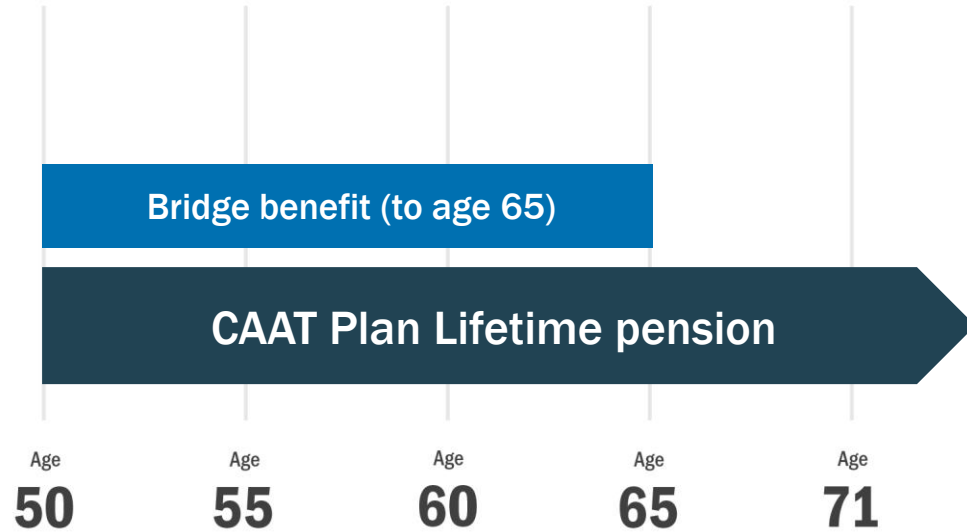 Bridge benefit (to age 65)
CAAT Plan Lifetime pension
Age Age Age Age Age
50 55 60 65 71